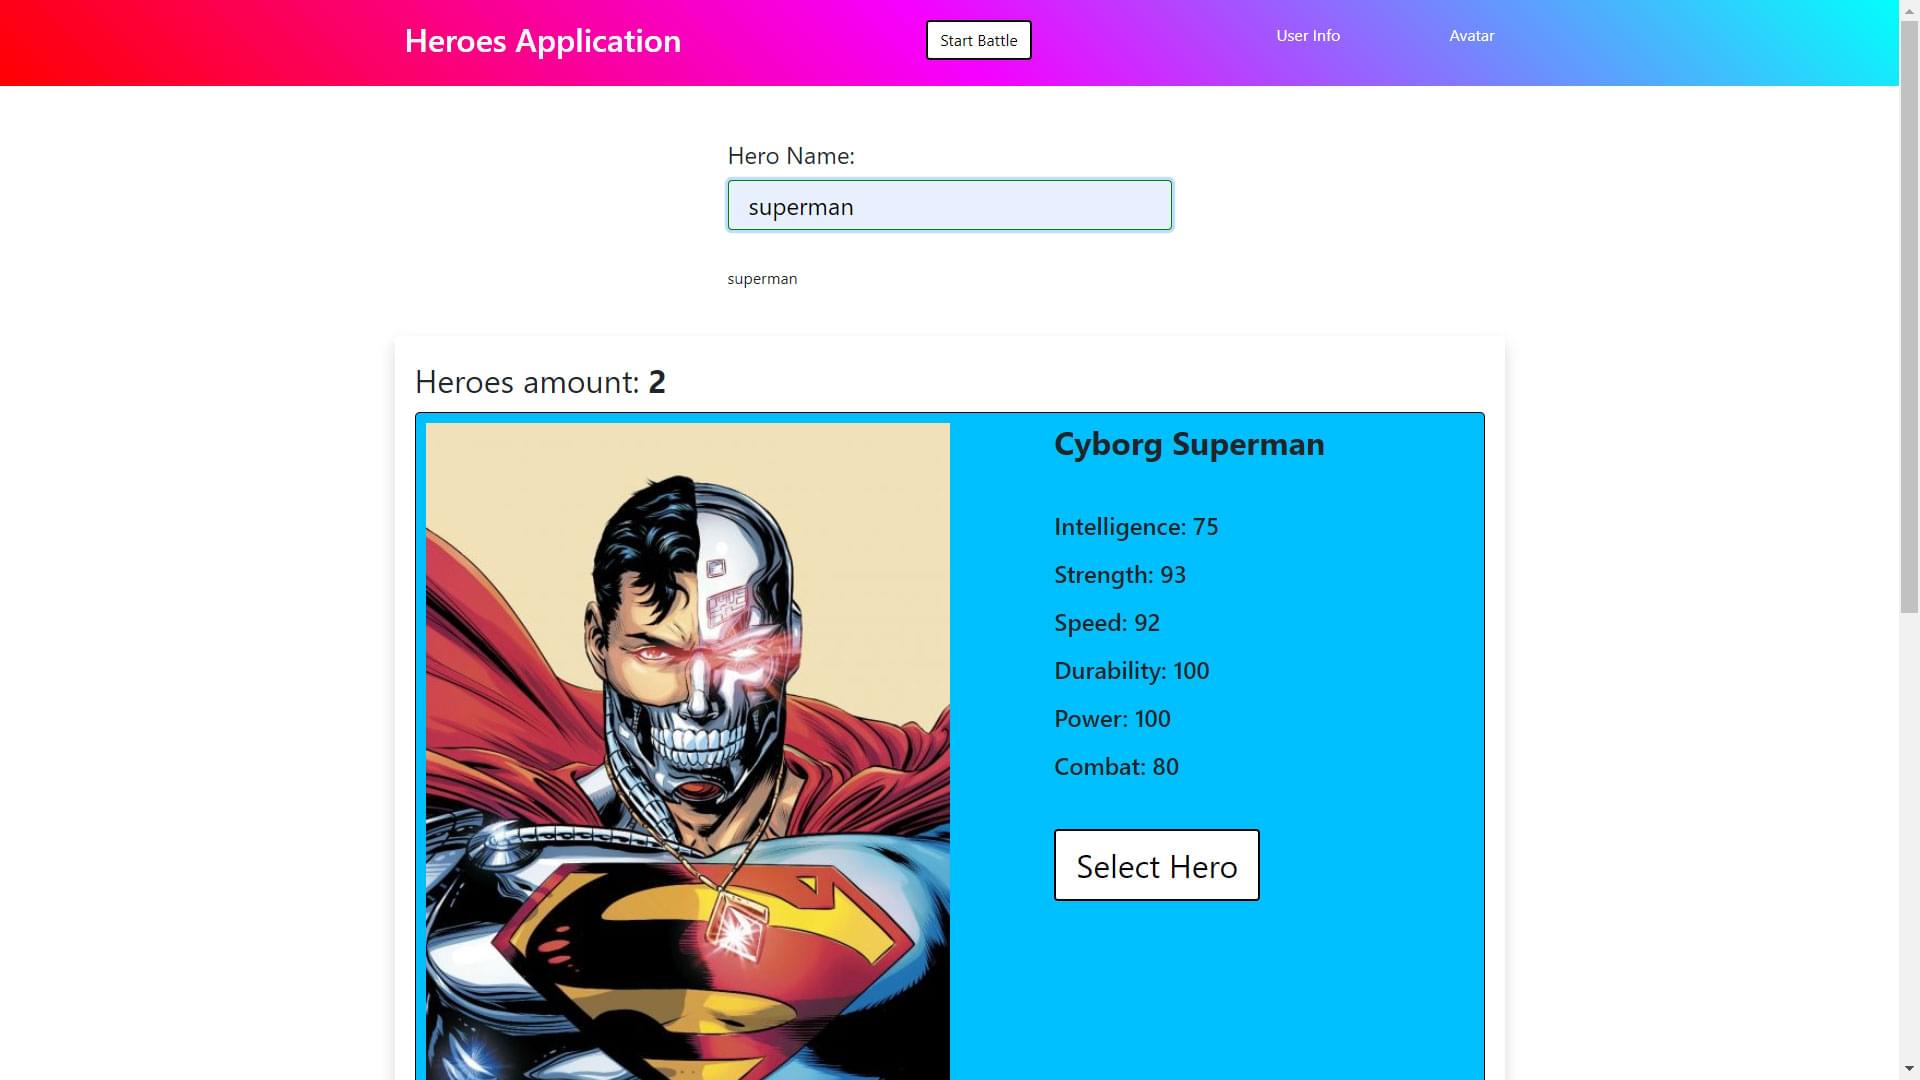 Heroes Application
Start Battle
User Info
Avatar
Hero Name:
superman
superman
Heroes amount: 2
Cyborg Superman
Intelligence: 75
Strength: 93
Speed: 92
Durability: 100
Power: 100
Combat: 80
Select Hero